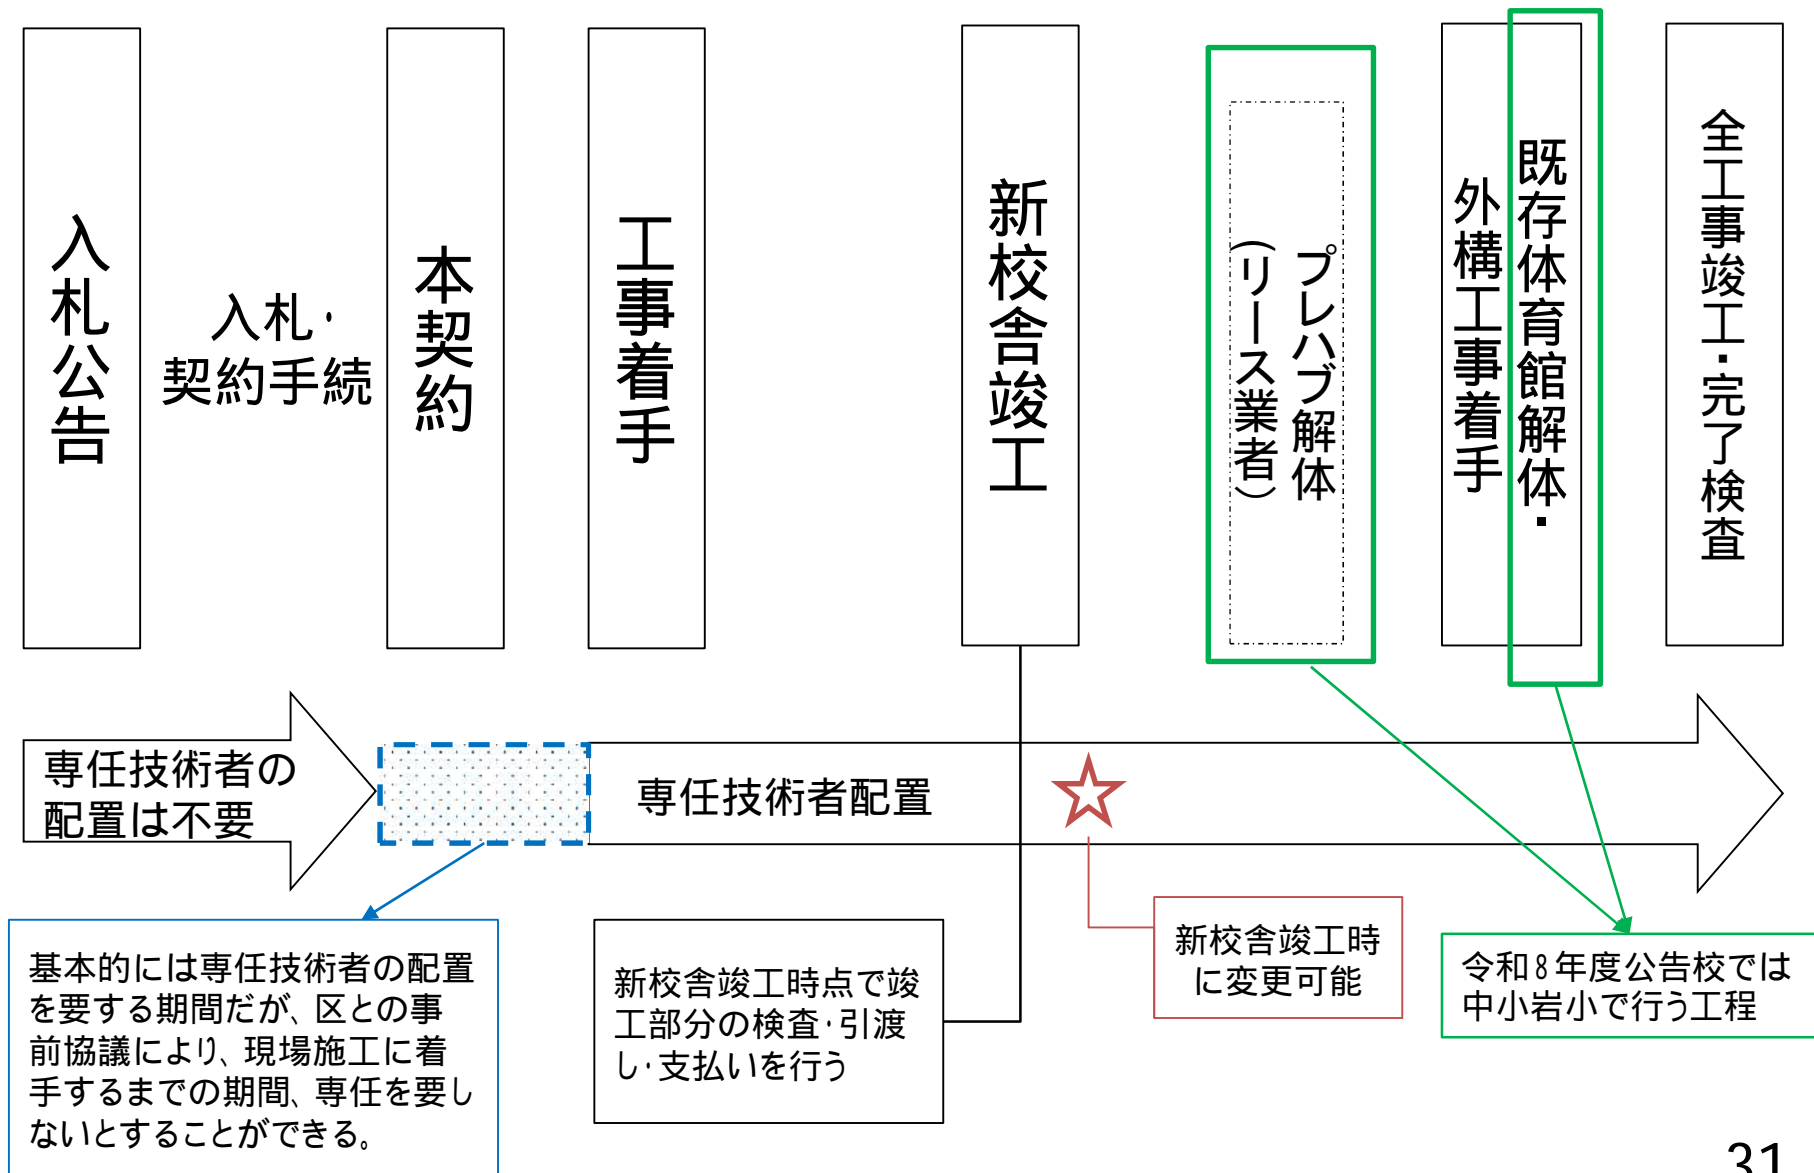 入札公告
入札・
契約手続
本契約
工事着手
新校舎竣工
プレハブ解体
（リース業者）
既存体育館解体・
外構工事着手
全工事竣工・完了検査
専任技術者の
配置は不要
専任技術者配置
基本的には専任技術者の配置
を要する期間だが、区との事
前協議により、現場施工に着
手するまでの期間、専任を要し
ないとすることができる。
新校舎竣工時点で竣
工部分の検査・引渡
し・支払いを行う
新校舎竣工時
に変更可能
令和８年度公告校では
中小岩小で行う工程
31